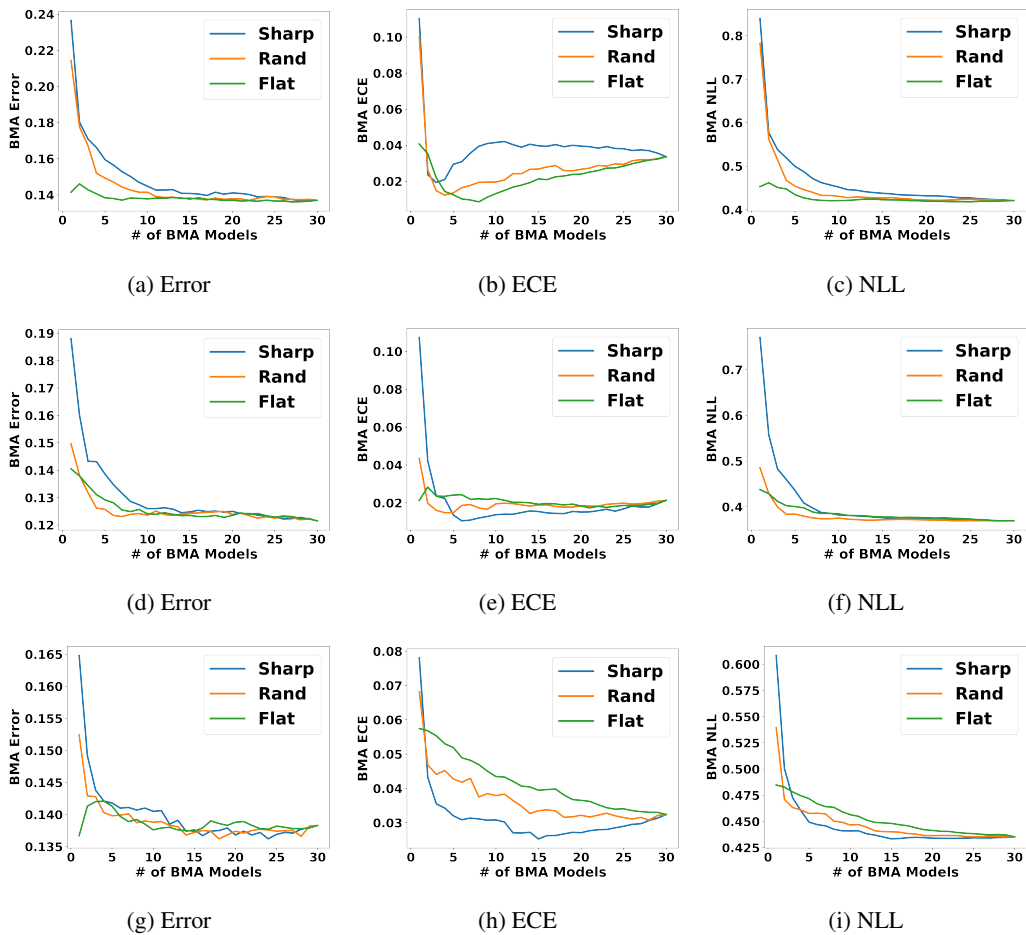 0.24
0.22
0.20
0.18
0.16
0.14
BMA Error
0 5 10 15 20 25 30
# of BMA Models
Sharp
Rand
Flat
(a) Error
0.10
0.08
0.06
0.04
0.02
BMA ECE
0 5 10 15 20 25 30
# of BMA Models
Sharp
Rand
Flat
(b) ECE
0.8
0.7
0.6
0.5
0.4
BMA NLL
0 5 10 15 20 25 30
# of BMA Models
Sharp
Rand
Flat
(c) NLL
0.19
0.18
0.17
0.16
0.15
0.14
0.13
0.12
BMA Error
0 5 10 15 20 25 30
# of BMA Models
Sharp
Rand
Flat
(d) Error
0.10
0.08
0.06
0.04
0.02
0.00
BMA ECE
0 5 10 15 20 25 30
# of BMA Models
Sharp
Rand
Flat
(e) ECE
0.7
0.6
0.5
0.4
BMA NLL
0 5 10 15 20 25 30
# of BMA Models
Sharp
Rand
Flat
(f) NLL
0.165
0.160
0.155
0.150
0.145
0.140
0.135
BMA Error
0 5 10 15 20 25 30
# of BMA Models
Sharp
Rand
Flat
(g) Error
0.08
0.07
0.06
0.05
0.04
0.03
BMA ECE
0 5 10 15 20 25 30
# of BMA Models
Sharp
Rand
Flat
(h) ECE
0.600
0.575
0.550
0.525
0.500
0.475
0.450
0.425
BMA NLL
0 5 10 15 20 25 30
# of BMA Models
Sharp
Rand
Flat
(i) NLL